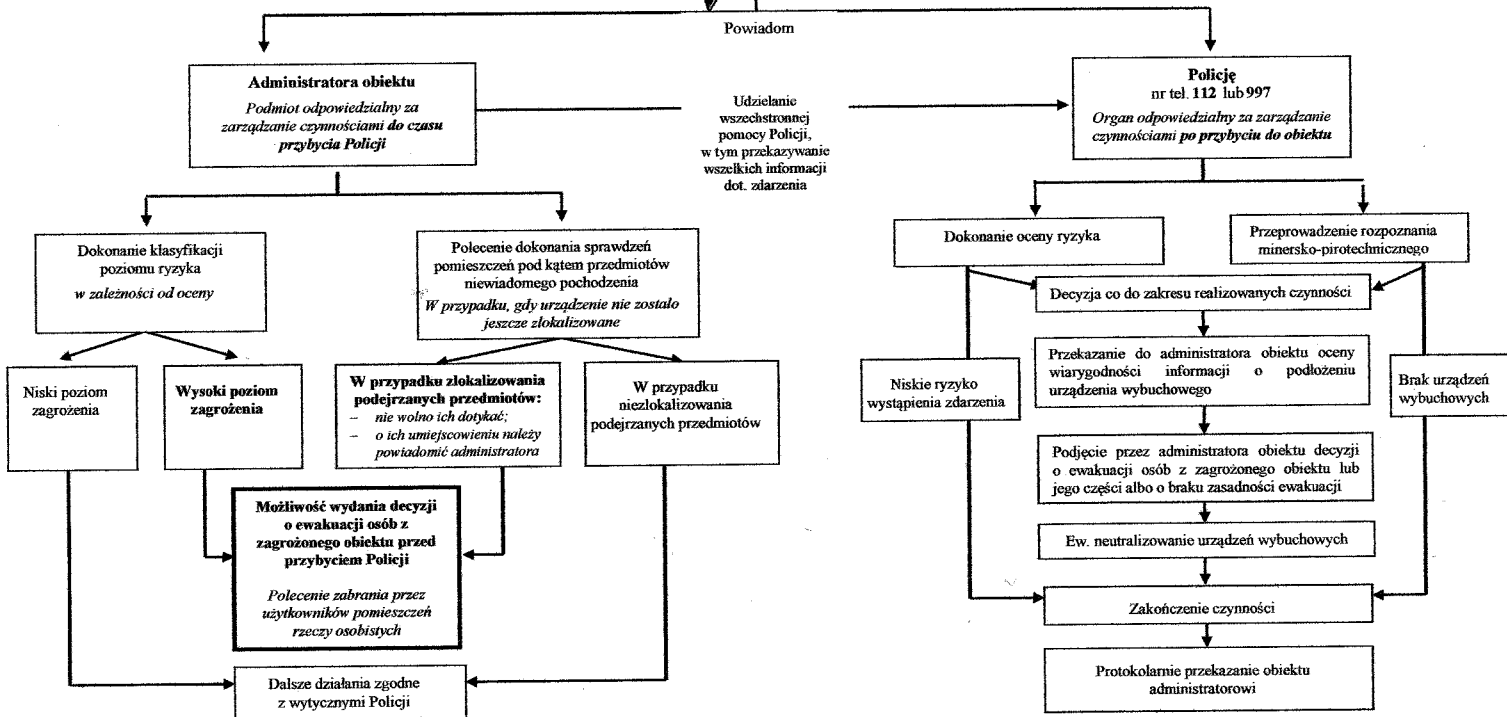 Powiadom
Administratora obiektu
Podmiot odpowiedzialny za
zarządzanie czynnościami do czasu
przybycia Policji
Udzielanie
wszechstronnej
pomocy Policji,
w tym przekazywanie
wszelkich informacji
dot. zdarzenia
Policję
nr tel. 112 lub 997
Organ odpowiedzialny za zarządzanie
czynnościami po przybyciu do obiektu
Dokonanie klasyfikacji
poziomu ryzyka
w zależności od oceny
Polecenie dokonania sprawdzeń
pomieszczeń pod kątem przedmiotów
niewiadomego pochodzenia
W przypadku, gdy urządzenie nie zostało
jeszcze zlokalizowane
Niski poziom
zagrożenia
Wysoki poziom
zagrożenia
W przypadku zlokalizowania
podejrzanych przedmiotów:
– nie wolno ich dotykać;
– o ich umiejscowieniu należy
powiadomić administratora
W przypadku
niezlokalizowania
podejrzanych przedmiotów
Możliwość wydania decyzji
o ewakuacji osób z
zagrożonego obiektu przed
przybyciem Policji
Polecenie zabrania przez
użytkowników pomieszczeń
rzeczy osobistych
Dalsze działania zgodne
z wytycznymi Policji
Dokonanie oceny ryzyka
Przeprowadzenie rozpoznania
minersko-pirotechnicznego
Decyzja co do zakresu realizowanych czynności
Niskie ryzyko
wystąpienia zdarzenia
Przekazanie do administratora obiektu oceny
wiarygodności informacji o podłożeniu
urządzenia wybuchowego
Brak urządzeń
wybuchowych
Podjęcie przez administratora obiektu decyzji
o ewakuacji osób z zagrożonego obiektu lub
jego części albo o braku zasadności ewakuacji
Ew. neutralizowanie urządzeń wybuchowych
Zakończenie czynności
Protokolarnie przekazanie obiektu
administratorowi